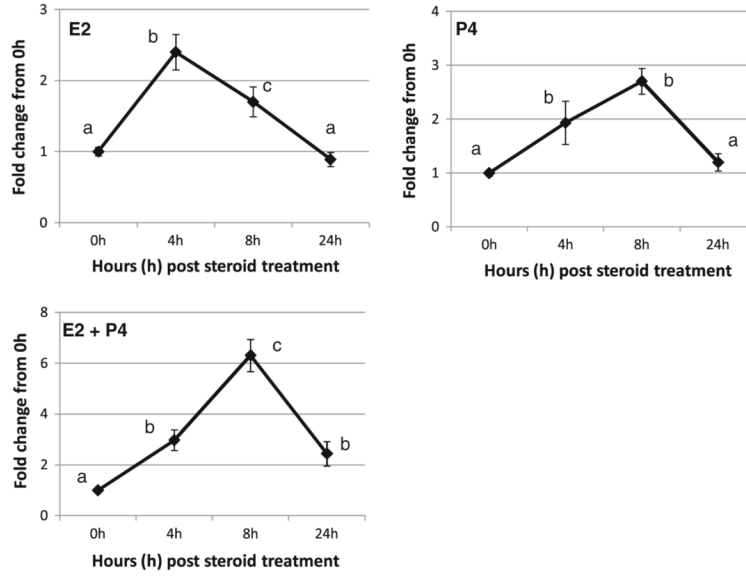 E2
Fold change from 0h
3
2
1
0
a
b
c
a
0h
4h
8h
24h
Hours (h) post steroid treatment
P4
Fold change from 0h
4
3
2
1
0
a
b
b
a
0h
4h
8h
24h
Hours (h) post steroid treatment
E2 + P4
Fold change from 0h
8
6
4
2
0
a
b
c
b
0h
4h
8h
24h
Hours (h) post steroid treatment